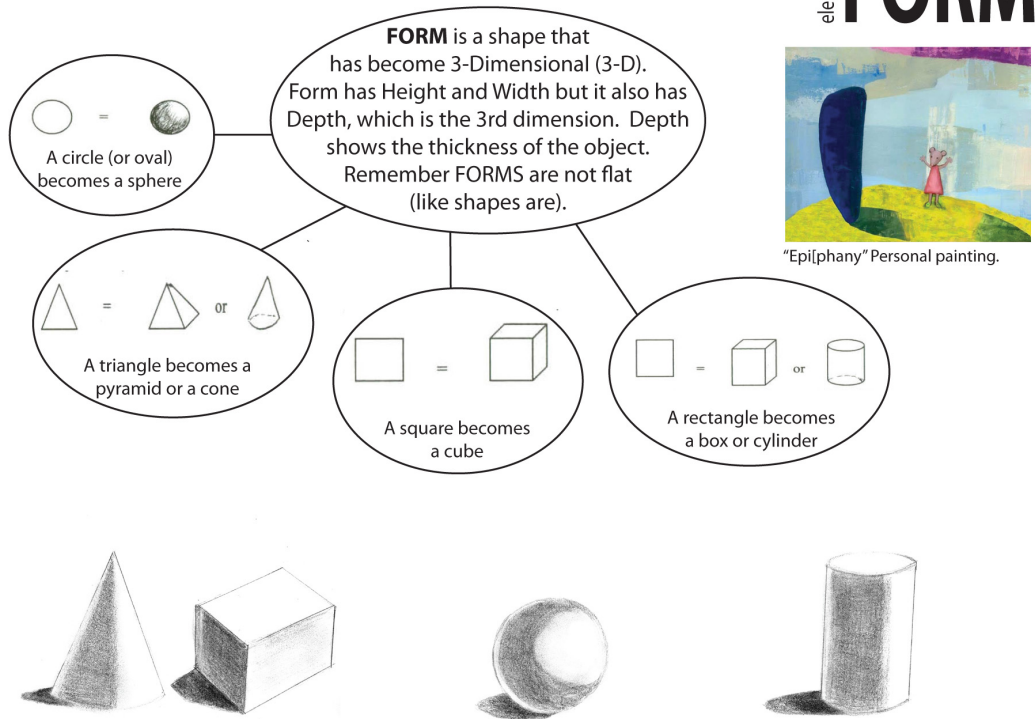 ele
FORM
FORM is a shape that
has become 3-Dimensional (3-D).
Form has Height and Width but it also has
Depth, which is the 3rd dimension. Depth
shows the thickness of the object.
Remember FORMS are not flat
(like shapes are).
=
A circle (or oval)
becomes a sphere
"Epi[phany" Personal painting.
= or
A triangle becomes a
pyramid or a cone
=
A square becomes
a cube
= or
A rectangle becomes
a box or cylinder